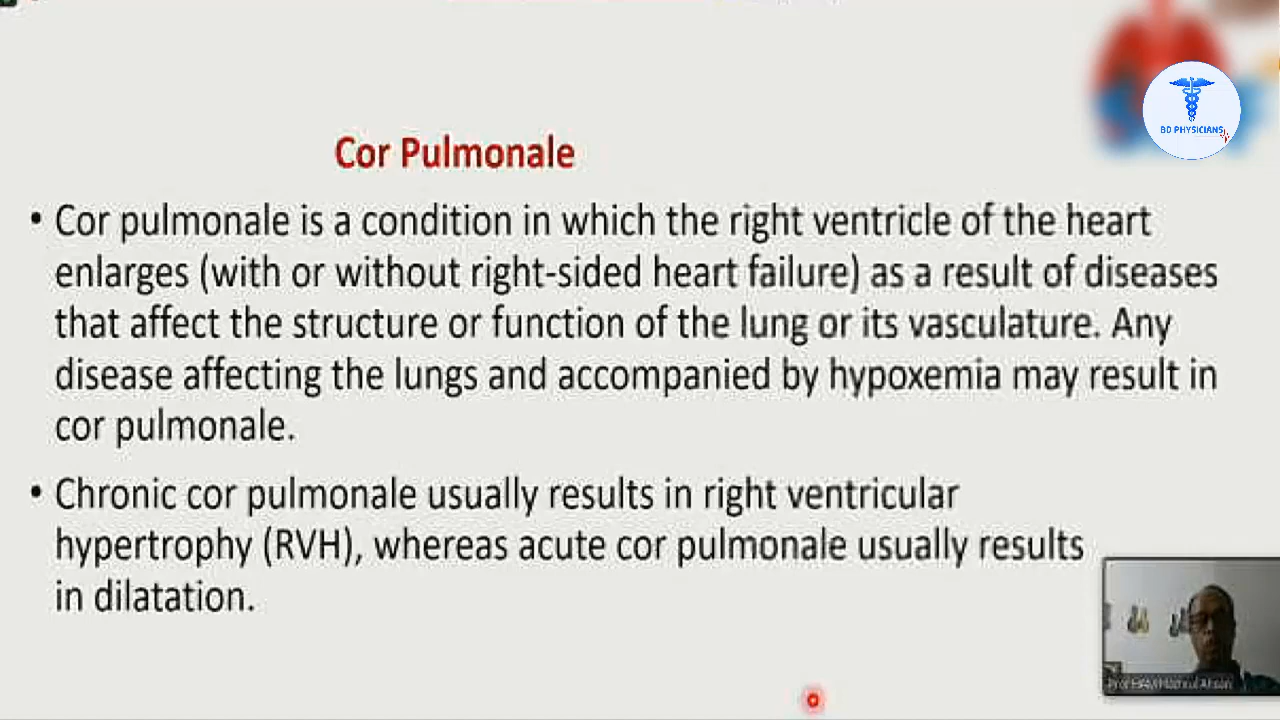 BD PHYSICIANS
Cor Pulmonale
• Cor pulmonale is a condition in which the right ventricle of the heart
enlarges (with or without right-sided heart failure) as a result of diseases
that affect the structure or function of the lung or its vasculature. Any
disease affecting the lungs and accompanied by hypoxemia may result in
cor pulmonale.
• Chronic cor pulmonale usually results in right ventricular
hypertrophy (RVH), whereas acute cor pulmonale usually results
in dilatation.